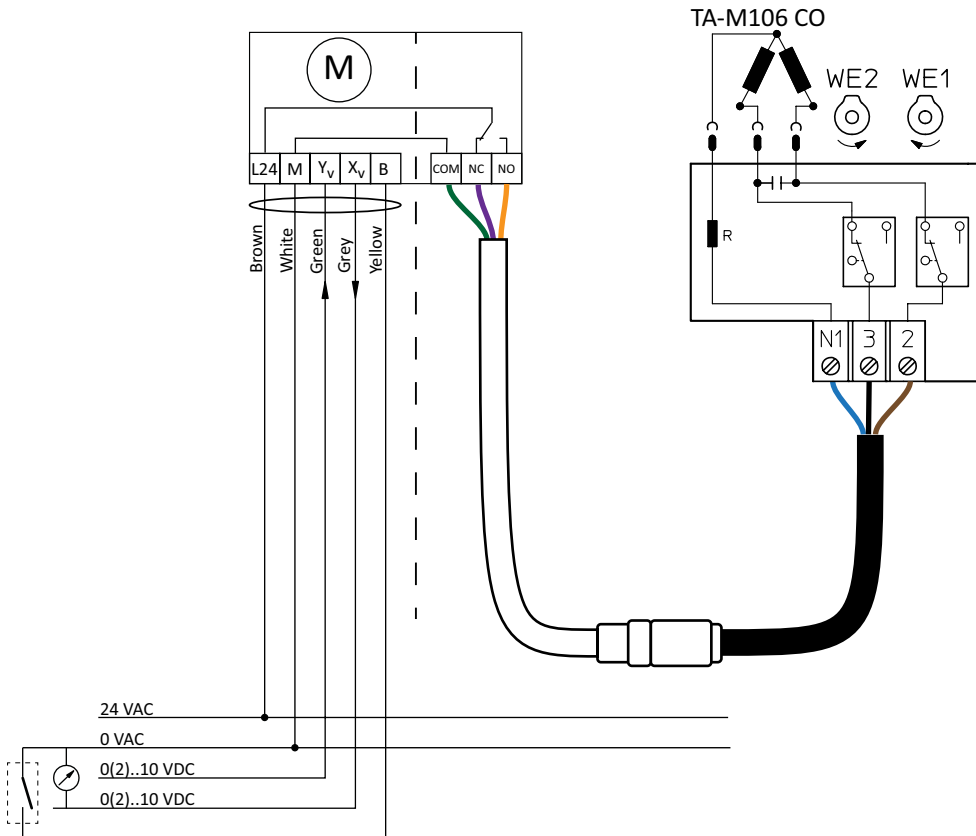 TA-M106 CO
M
WE2 WE1
L24 M Yv Xv B COM NC NO
Brown
White
Green
Grey
Yellow
R
N1 3 2
24 VAC
0 VAC
0(2)..10 VDC
0(2)..10 VDC